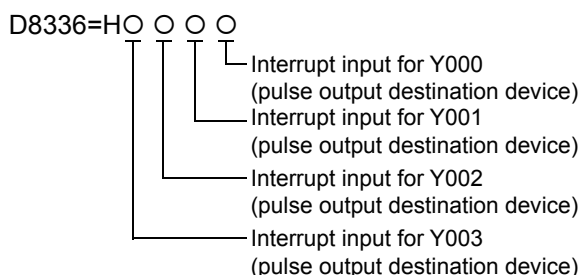 D8336=H○ ○ ○ ○
Interrupt input for Y000
(pulse output destination device)
Interrupt input for Y001
(pulse output destination device)
Interrupt input for Y002
(pulse output destination device)
Interrupt input for Y003
(pulse output destination device)